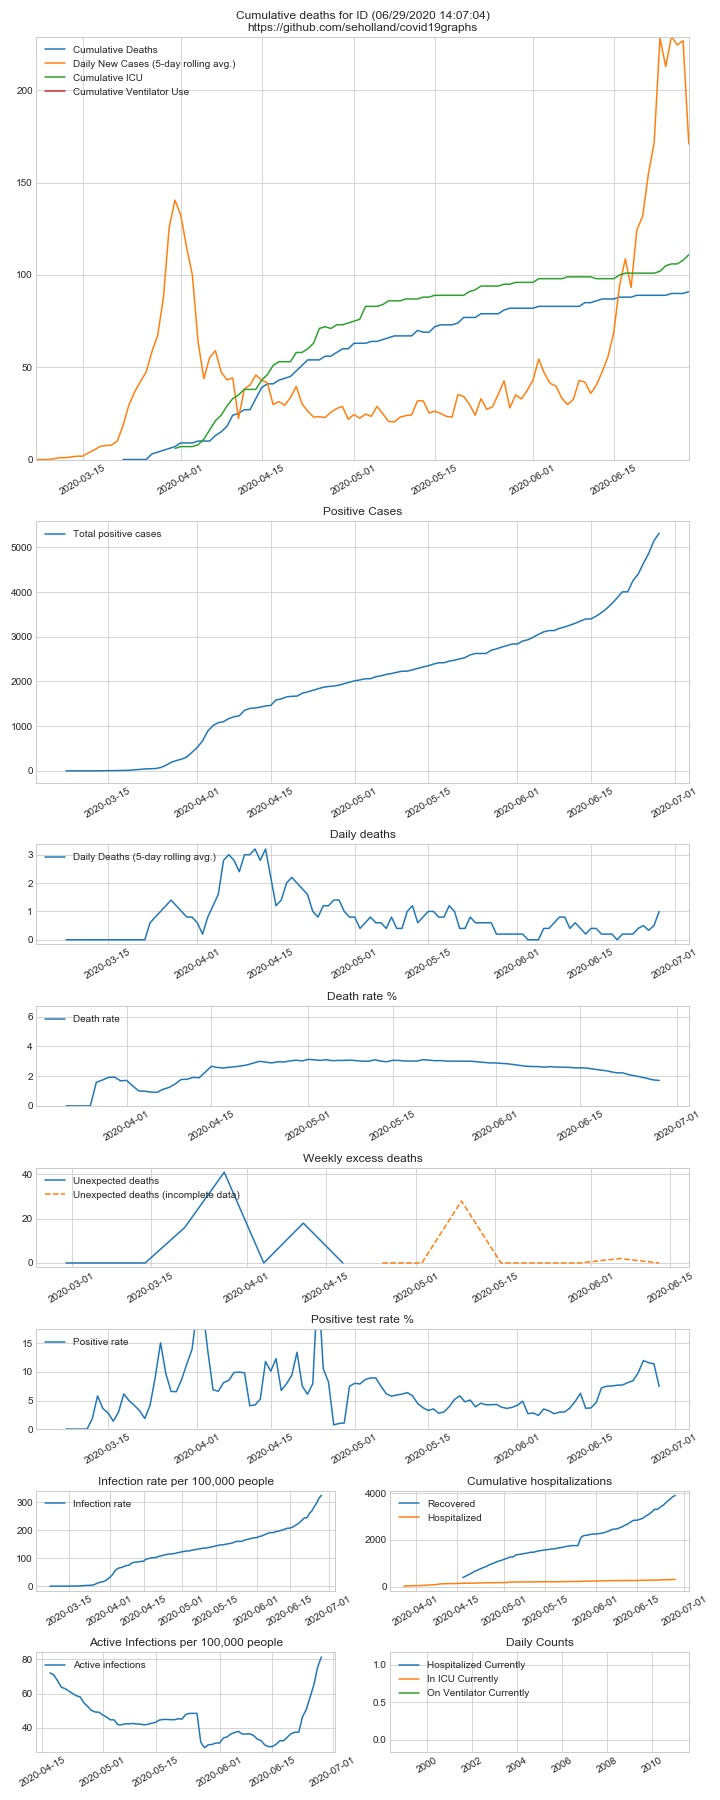 Cumulative deaths for ID (06/29/2020 14:07:04)
https://github.com/seholland/covid19graphs
Cumulative Deaths
Daily New Cases (5-day rolling avg.)
Cumulative ICU
Cumulative Ventilator Use
200
150
100
50
0
2020-03-15 2020-04-01 2020-04-15 2020-05-01 2020-05-15 2020-06-01 2020-06-15
Positive Cases
Total positive cases
5000
4000
3000
2000
1000
0
2020-03-15 2020-04-01 2020-04-15 2020-05-01 2020-05-15 2020-06-01 2020-06-15 2020-07-01
Daily deaths
Daily Deaths (5-day rolling avg.)
3
2
1
0
2020-03-15 2020-04-01 2020-04-15 2020-05-01 2020-05-15 2020-06-01 2020-06-15 2020-07-01
Death rate %
Death rate
6
4
2
0
2020-04-01 2020-04-15 2020-05-01 2020-05-15 2020-06-01 2020-06-15 2020-07-01
Weekly excess deaths
Unexpected deaths
Unexpected deaths (incomplete data)
40
20
0
2020-03-01 2020-03-15 2020-04-01 2020-04-15 2020-05-01 2020-05-15 2020-06-01 2020-06-15
Positive test rate %
Positive rate
15
10
5
0
2020-03-15 2020-04-01 2020-04-15 2020-05-01 2020-05-15 2020-06-01 2020-06-15 2020-07-01
Infection rate per 100,000 people
Infection rate
300
200
100
0
2020-03-15 2020-04-01 2020-04-15 2020-05-01 2020-05-15 2020-06-01 2020-06-15 2020-07-01
Cumulative hospitalizations
Recovered
Hospitalized
4000
2000
0
2020-04-01 2020-04-15 2020-05-01 2020-05-15 2020-06-01 2020-06-15 2020-07-01
Active Infections per 100,000 people
Active infections
80
60
40
2020-04-15 2020-05-01 2020-05-15 2020-06-01 2020-06-15 2020-07-01
Daily Counts
Hospitalized Currently
In ICU Currently
On Ventilator Currently
1.0
0.5
0.0
2000 2002 2004 2006 2008 2010